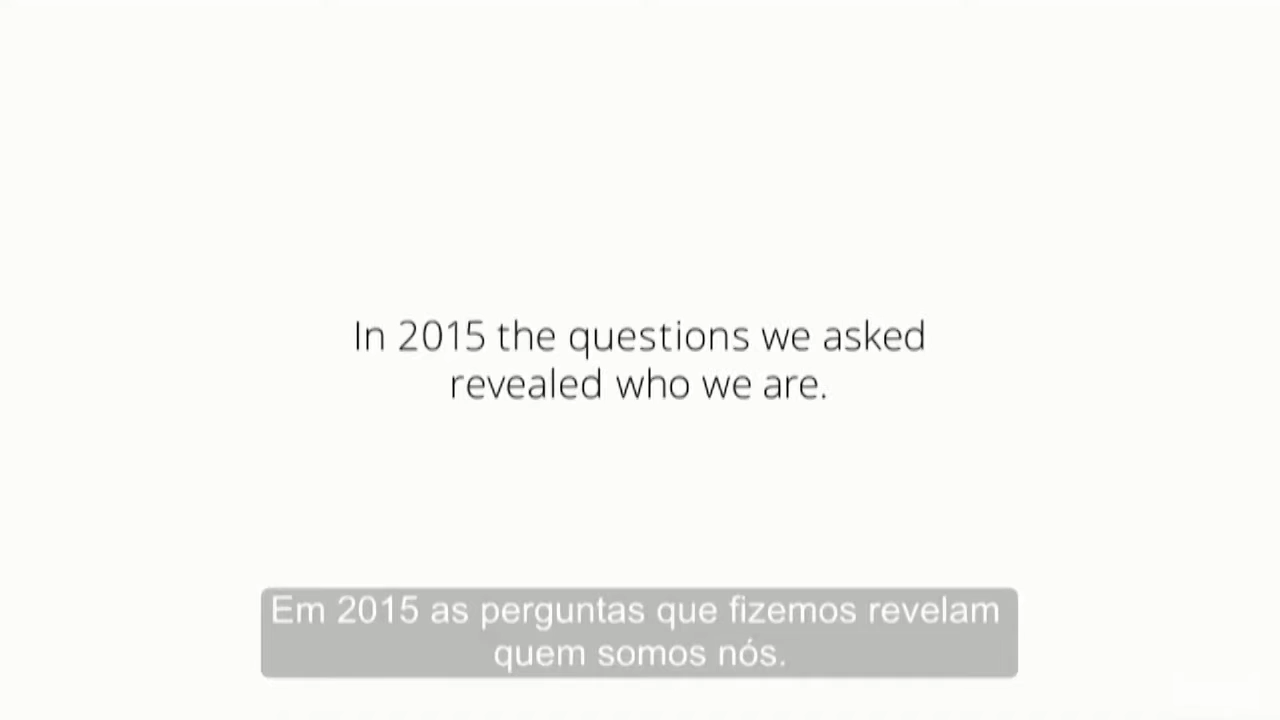 In 2015 the questions we asked
revealed who we are.
Em 2015 as perguntas que fizemos revelam
quem somos nós.